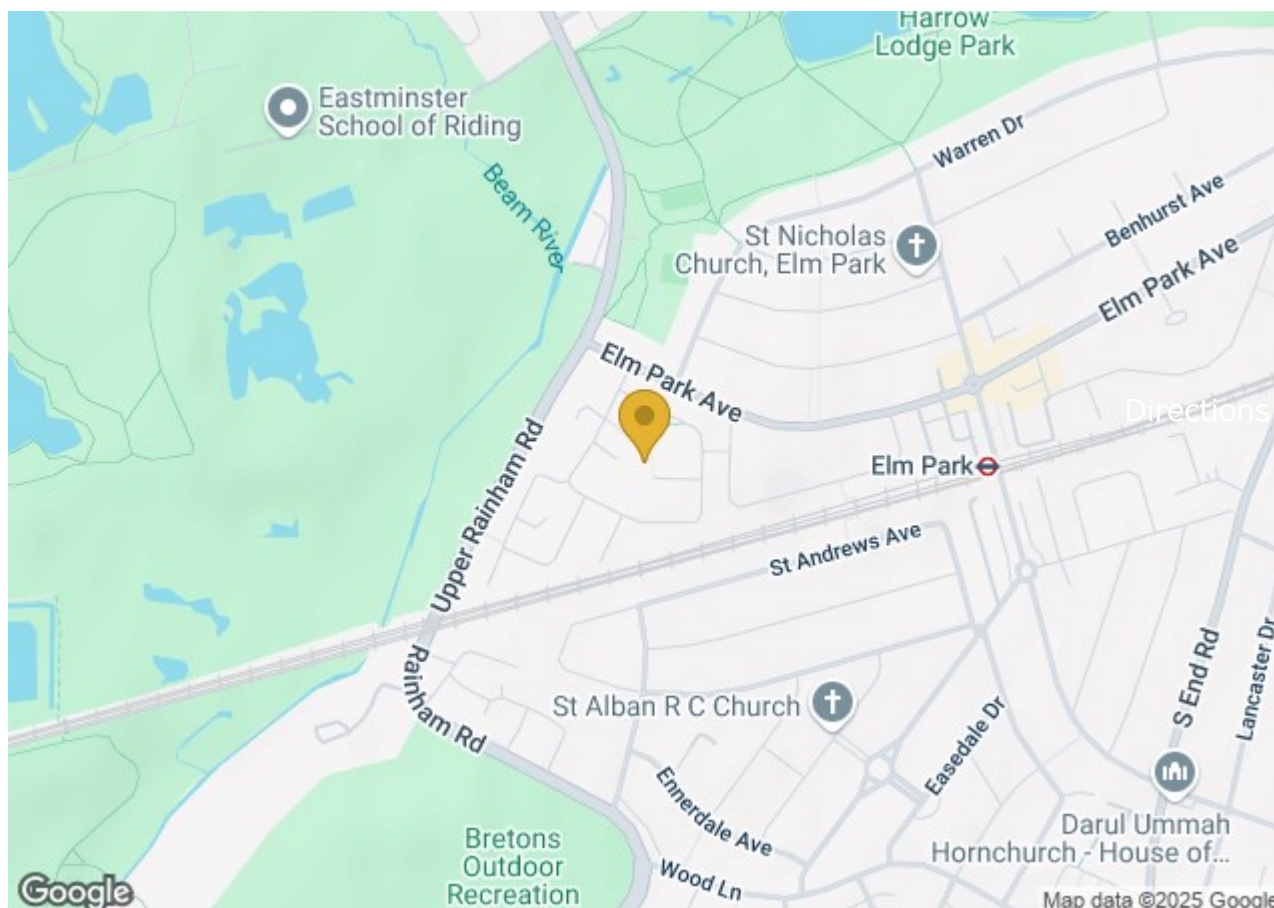 Harrow
Lodge Park
Eastminster
School of Riding
Warren Dr
Beam River
Benhurst Ave
St Nicholas
Church, Elm Park
Elm Park Ave
Elm Park Ave
Directions
Upper Rainham Rd
Elm Park
St Andrews Ave
S End Rd
Lancaster Dr
Rainham Rd
St Alban R C Church
Easedale Dr
Ennerdale Ave
Darul Ummah
Hornchurch - House of...
Bretons
Outdoor
Recreation
Wood Ln
Google
Map data ©2025 Google